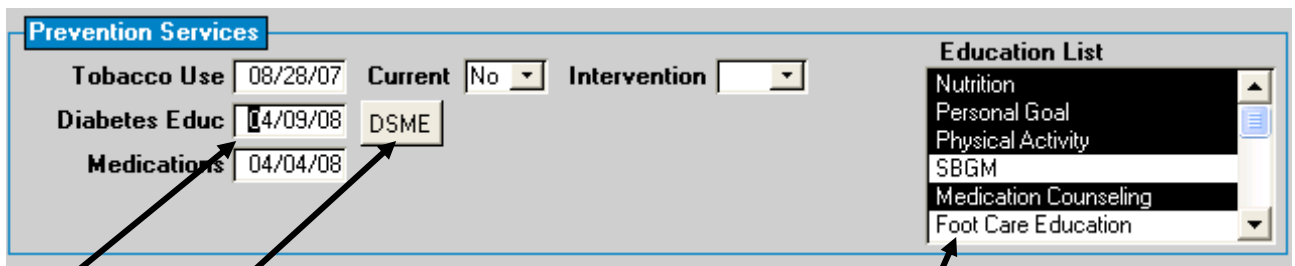 Prevention Services
Tobacco Use 08/28/07 Current No Intervention
Diabetes Educ 04/09/08 DSME
Medications 04/04/08
Education List
Nutrition
Personal Goal
Physical Activity
SBGM
Medication Counseling
Foot Care Education